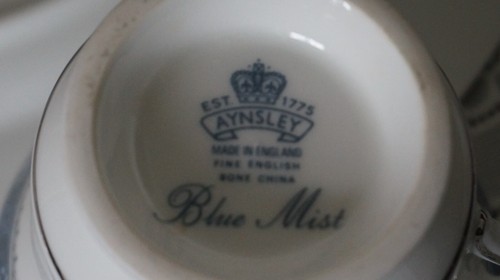 EST. 1775
AYNSLEY
MADE IN ENGLAND
FINE ENGLISH
BONE CHINA
Blue Mist